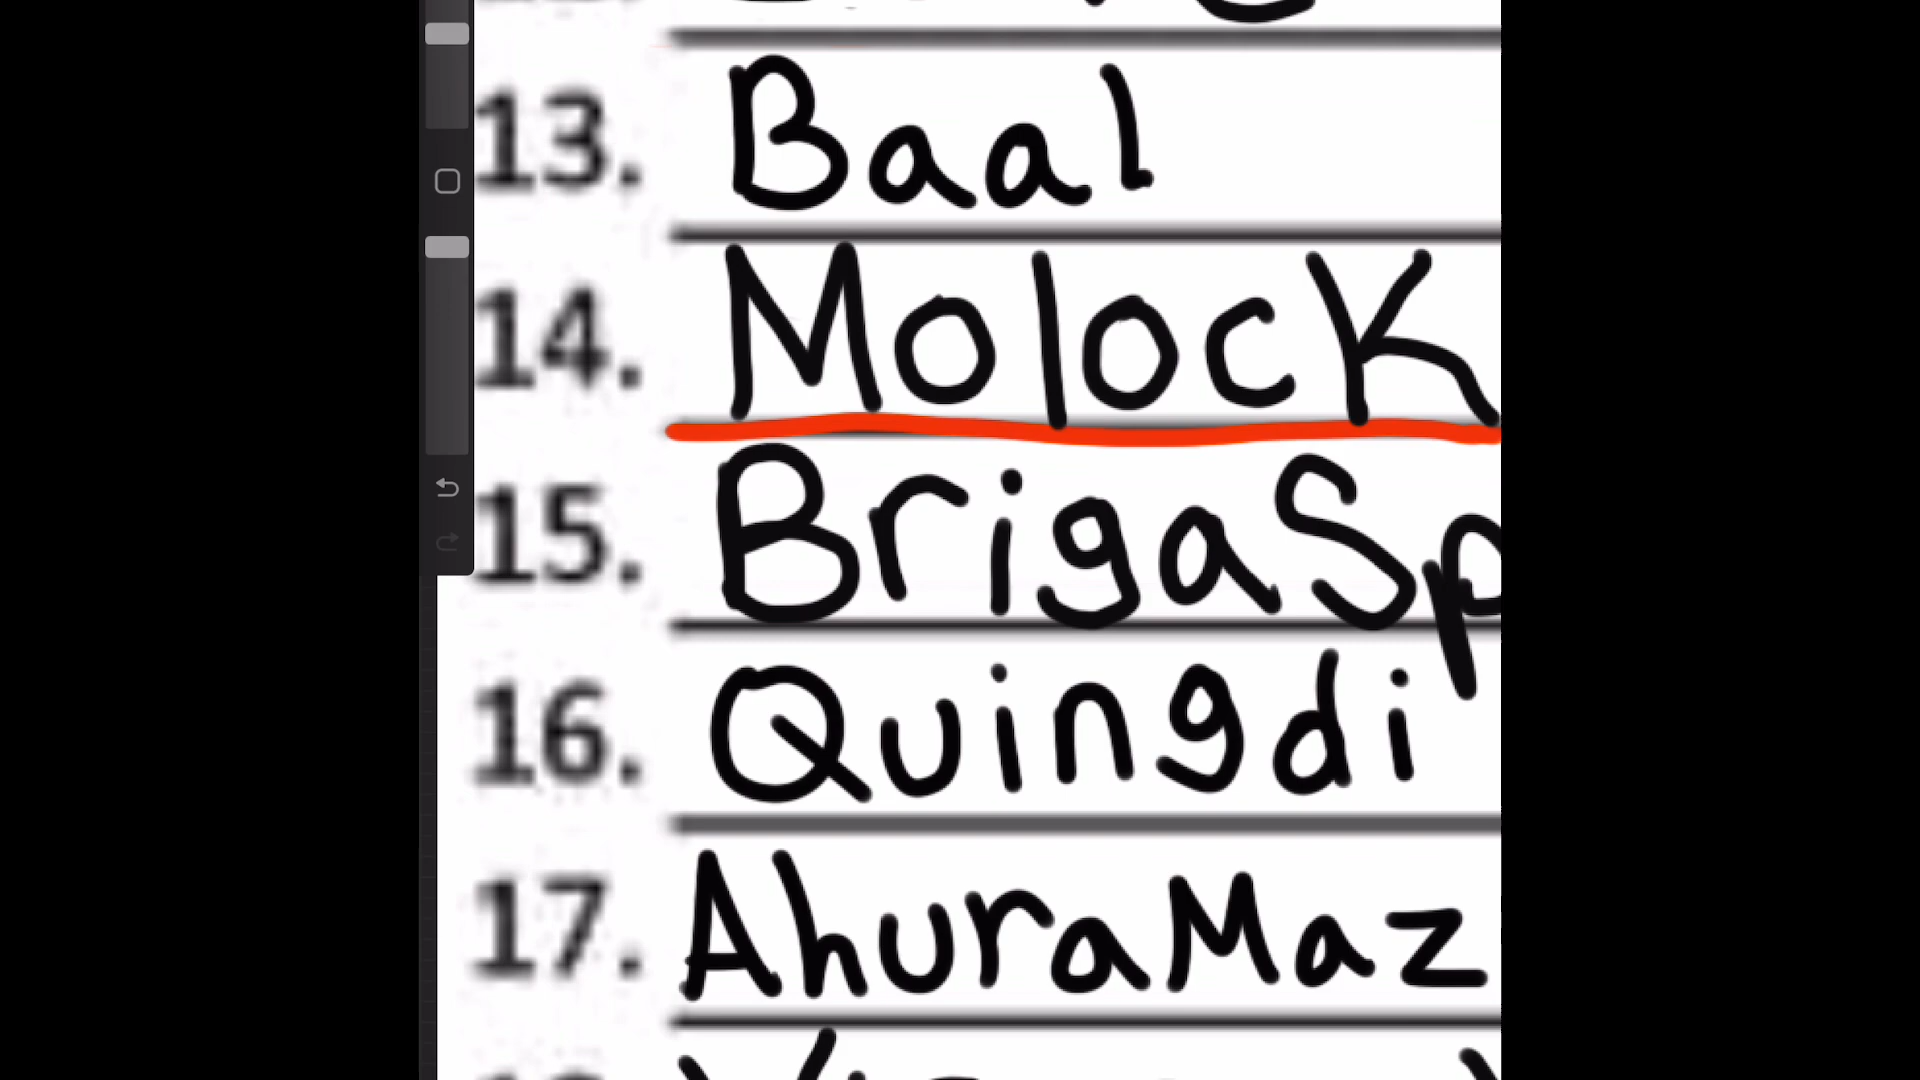 13. Baal
14. Molock
15. BrigaSp
16. Quingdi
17. AhuraMaz